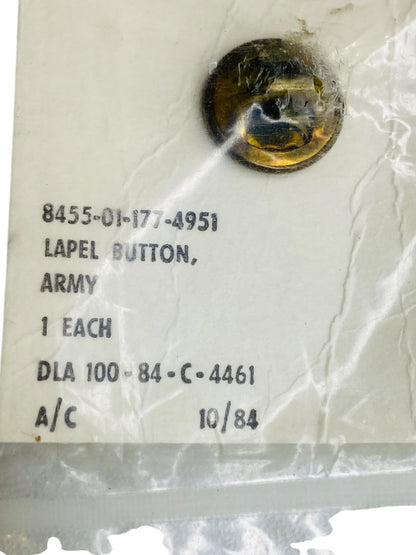 8455-01-177-4951
LAPEL BUTTON,
ARMY
1 EACH
DLA 100-84-C-4461
A/C 10/84